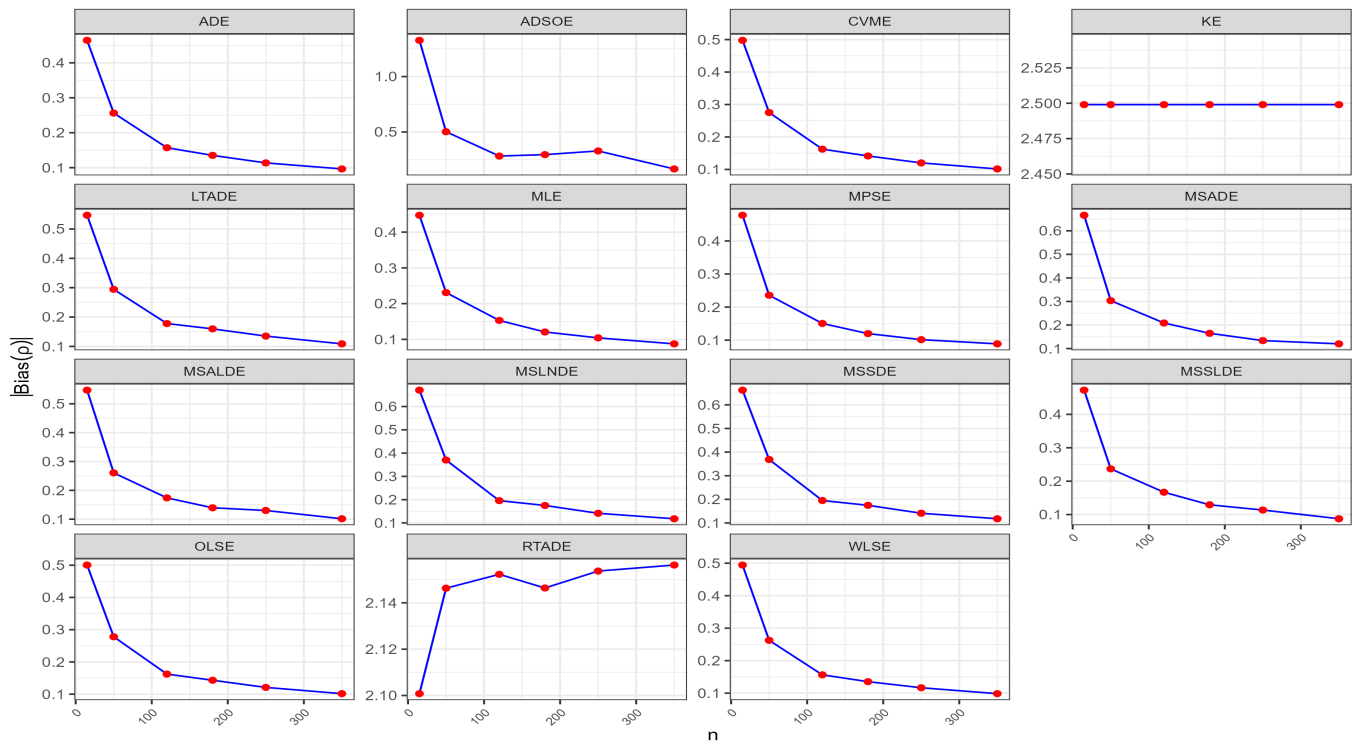 ADE ADSOE CVME KE
0.4 0.3 0.2 0.1
1.0 0.5
0.5 0.4 0.3 0.2 0.1
2.525 2.500 2.475 2.450
LTADE MLE MPSE MSADE
0.5 0.4 0.3 0.2 0.1
0.4 0.3 0.2 0.1
0.4 0.3 0.2 0.1
0.6 0.5 0.4 0.3 0.2 0.1
|Bias(ρ)|
MSALDE MSLNDE MSSDE MSSLDE
0.5 0.4 0.3 0.2 0.1
0.6 0.5 0.4 0.3 0.2 0.1
0.6 0.5 0.4 0.3 0.2 0.1
0.4 0.3 0.2 0.1
0 100 200 300
OLSE RTADE WLSE
0.5 0.4 0.3 0.2 0.1
2.14 2.12 2.10
0.5 0.4 0.3 0.2 0.1
0 100 200 300
0 100 200 300
0 100 200 300
n